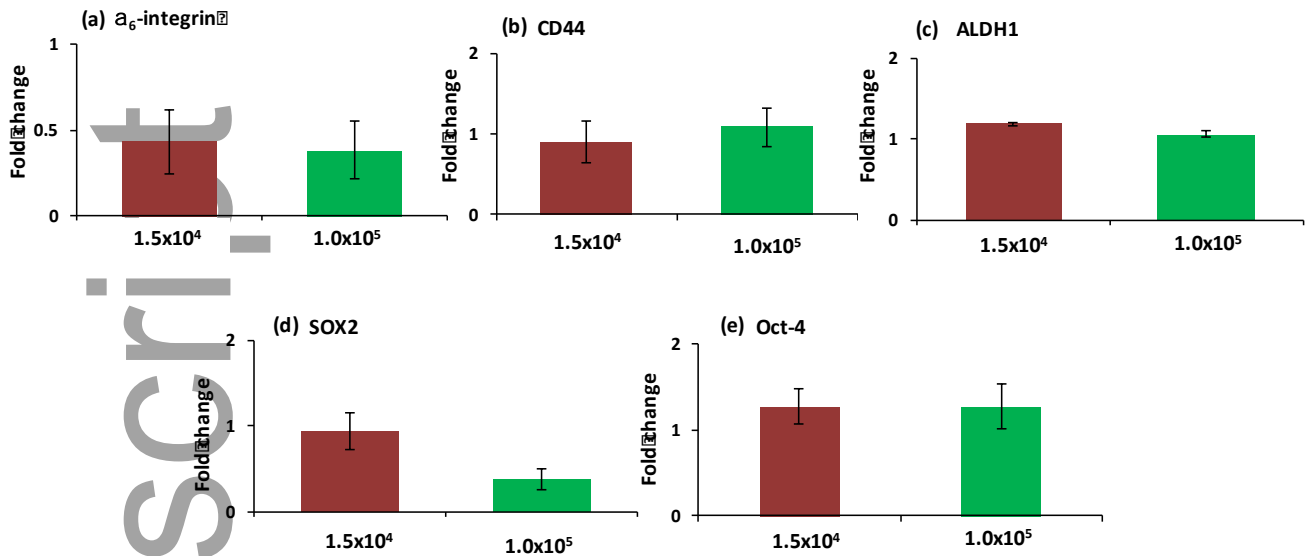 (a) a₆-integrin
Fold change
1
0.5
0
1.5x10⁴
1.0x10⁵
(b) CD44
Fold change
2
1
0
1.5x10⁴
1.0x10⁵
(c) ALDH1
Fold change
2
1
0
1.5x10⁴
1.0x10⁵
(d) SOX2
Fold change
2
1
0
1.5x10⁴
1.0x10⁵
(e) Oct-4
Fold change
2
1
0
1.5x10⁴
1.0x10⁵
script